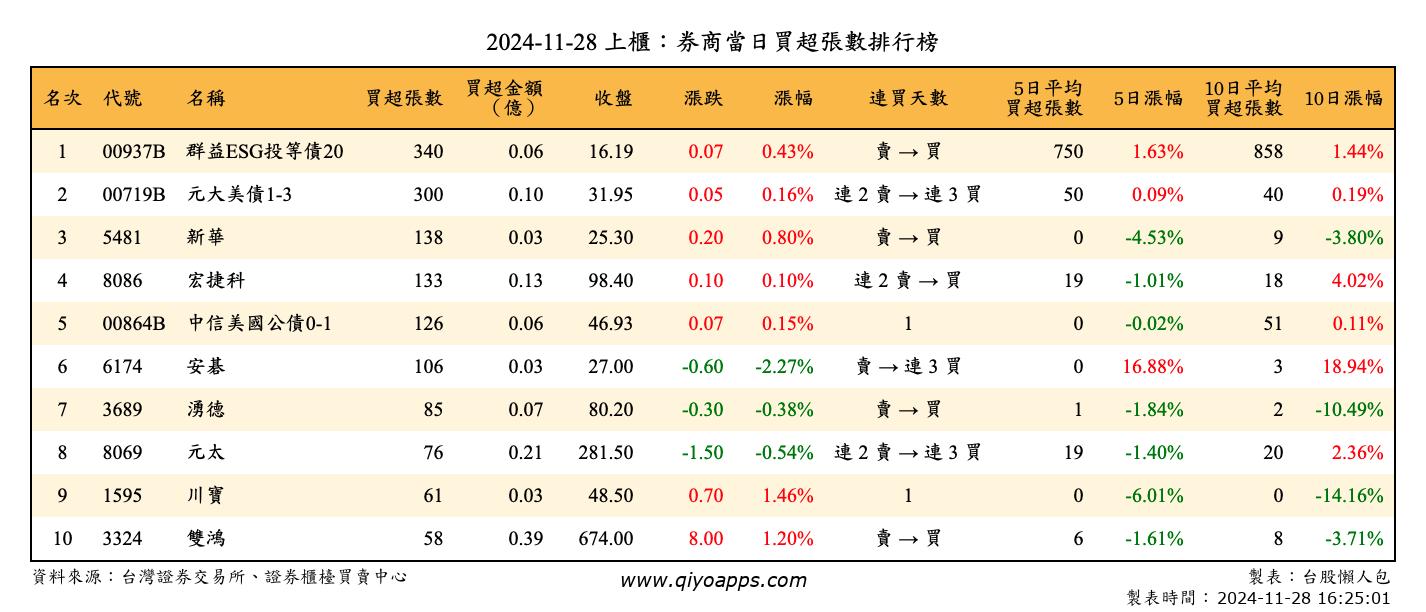 2024-11-28 上櫃：券商當日買超張數排行榜
名次 代號 名稱 買超張數 買超金額（億） 收盤 漲跌 漲幅 連買天數 5日平均買超張數 5日漲幅 10日平均買超張數 10日漲幅
1 00937B 群益ESG投等債20 340 0.06 16.19 0.07 0.43% 賣 → 買 750 1.63% 858 1.44%
2 00719B 元大美債1-3 300 0.10 31.95 0.05 0.16% 連 2 賣 → 連 3 買 50 0.09% 40 0.19%
3 5481 新華 138 0.03 25.30 0.20 0.80% 賣 → 買 0 -4.53% 9 -3.80%
4 8086 宏捷科 133 0.13 98.40 0.10 0.10% 連 2 賣 → 買 19 -1.01% 18 4.02%
5 00864B 中信美國公債0-1 126 0.06 46.93 0.07 0.15% 1 0 -0.02% 51 0.11%
6 6174 安碁 106 0.03 27.00 -0.60 -2.27% 賣 → 連 3 買 0 16.88% 3 18.94%
7 3689 湧德 85 0.07 80.20 -0.30 -0.38% 賣 → 買 1 -1.84% 2 -10.49%
8 8069 元太 76 0.21 281.50 -1.50 -0.54% 連 2 賣 → 連 3 買 19 -1.40% 20 2.36%
9 1595 川寶 61 0.03 48.50 0.70 1.46% 1 0 -6.01% 0 -14.16%
10 3324 雙鴻 58 0.39 674.00 8.00 1.20% 賣 → 買 6 -1.61% 8 -3.71%
資料來源：台灣證券交易所、證券櫃檯買賣中心 www.qiyoapps.com 製表：台股懶人包
製表時間：2024-11-28 16:25:01